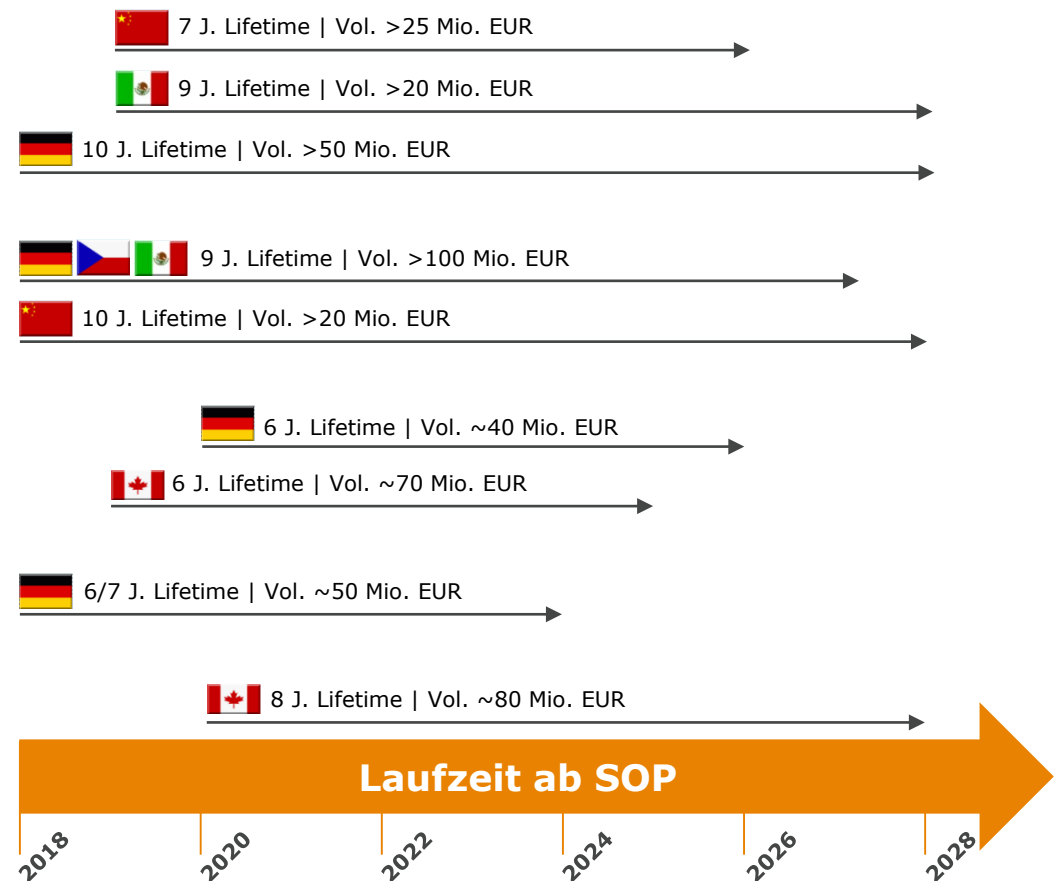 7 J. Lifetime | Vol. >25 Mio. EUR
9 J. Lifetime | Vol. >20 Mio. EUR
10 J. Lifetime | Vol. >50 Mio. EUR
9 J. Lifetime | Vol. >100 Mio. EUR
10 J. Lifetime | Vol. >20 Mio. EUR
6 J. Lifetime | Vol. ~40 Mio. EUR
6 J. Lifetime | Vol. ~70 Mio. EUR
6/7 J. Lifetime | Vol. ~50 Mio. EUR
8 J. Lifetime | Vol. ~80 Mio. EUR
Laufzeit ab SOP
2018 2020 2022 2024 2026 2028